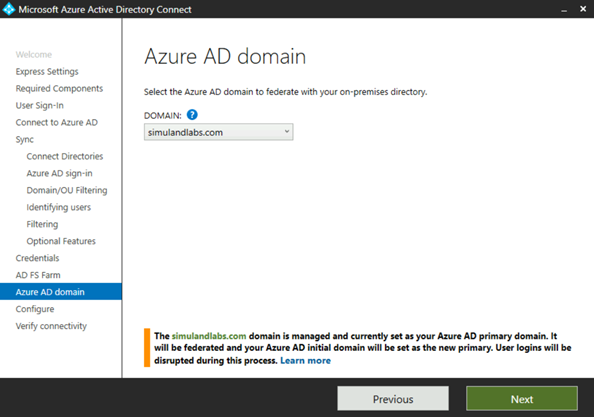 Microsoft Azure Active Directory Connect
Welcome
Express Settings
Required Components
User Sign-In
Connect to Azure AD
Sync
Connect Directories
Azure AD sign-in
Domain/OU Filtering
Identifying users
Filtering
Optional Features
Credentials
AD FS Farm
Azure AD domain
Configure
Verify connectivity
Azure AD domain
Select the Azure AD domain to federate with your on-premises directory.
DOMAIN: ?
simulandlabs.com
The simulandlabs.com domain is managed and currently set as your Azure AD primary domain. It
will be federated and your Azure AD initial domain will be set as the new primary. User logins will be
disrupted during this process. Learn more
Previous
Next